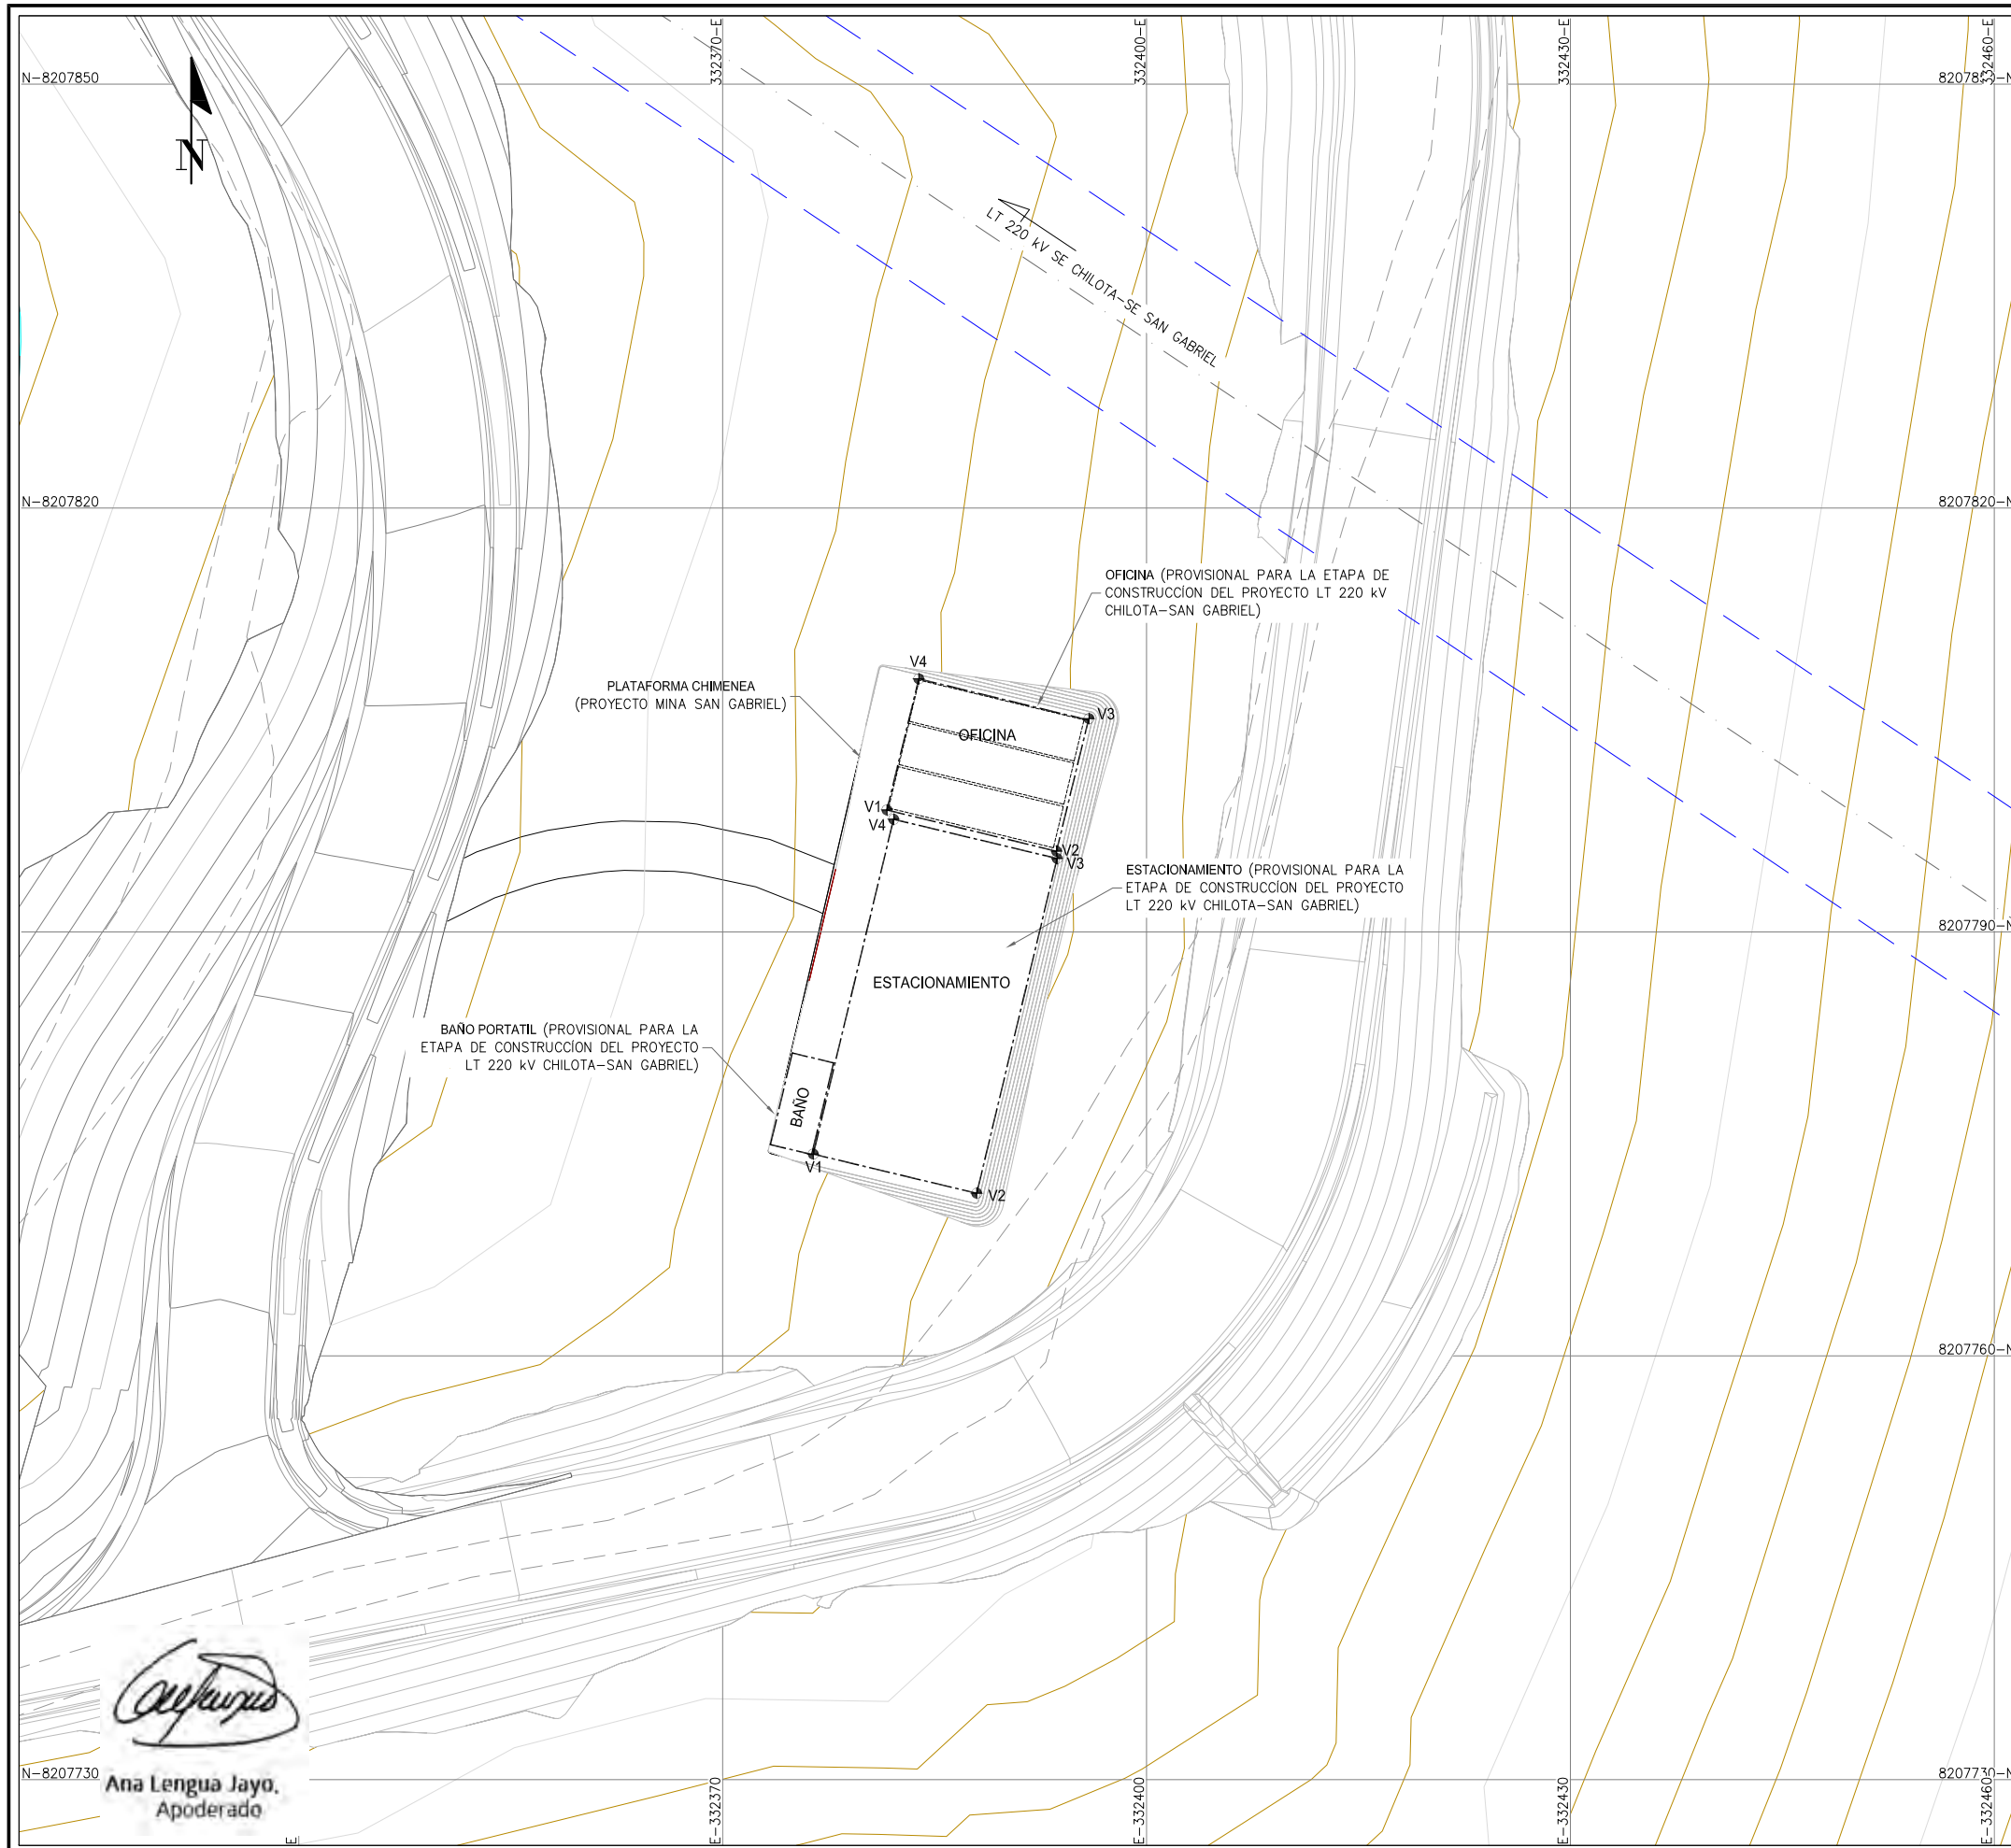 332370-E
332400-E
332430-E
332460-E
N-8207850
N
LT 220 kV SE CHILOTA-SE SAN GABRIEL
N-8207820
8207820-N
OFICINA (PROVISIONAL PARA LA ETAPA DE
CONSTRUCCÍON DEL PROYECTO LT 220 kV
CHILOTA-SAN GABRIEL)
V4
PLATAFORMA CHIMENEA
(PROYECTO MINA SAN GABRIEL)
V3
OFICINA
V1
V4
V2
V3
ESTACIONAMIENTO (PROVISIONAL PARA LA
ETAPA DE CONSTRUCCÍON DEL PROYECTO
LT 220 kV CHILOTA-SAN GABRIEL)
8207790-N
ESTACIONAMIENTO
BAÑO PORTATIL (PROVISIONAL PARA LA
ETAPA DE CONSTRUCCÍON DEL PROYECTO
LT 220 kV CHILOTA-SAN GABRIEL)
BAÑO
V1
V2
8207760-N
N-8207730
8207730-N
Ana Lengua Jayo,
Apoderado
E
E-332370
E-332400
E-332430
E-332460